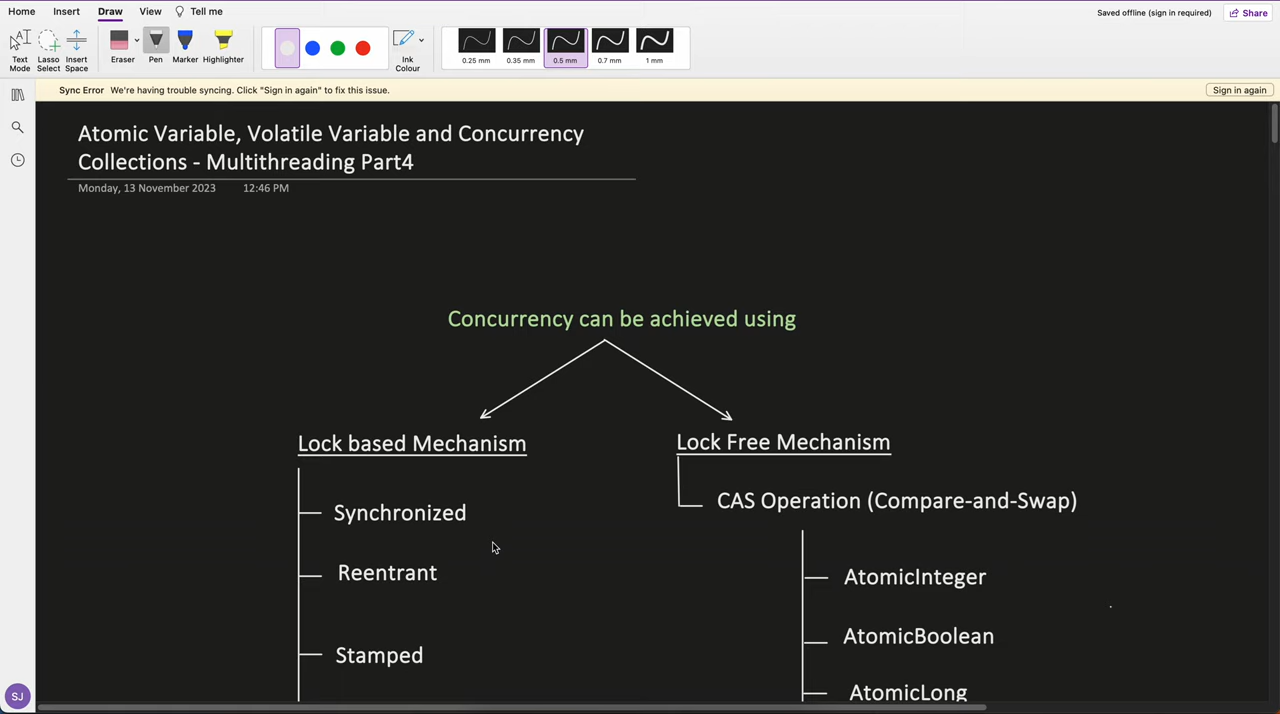 Home Insert Draw View Tell me
Saved offline (sign in required) Share
Text Mode Lasso Select Insert Space Eraser Pen Marker Highlighter Ink Colour 0.25 mm 0.35 mm 0.5 mm 0.7 mm 1 mm
Sync Error We're having trouble syncing. Click "Sign in again" to fix this issue. Sign in again
Atomic Variable, Volatile Variable and Concurrency
Collections - Multithreading Part4
Monday, 13 November 2023 12:46 PM
Concurrency can be achieved using
Lock based Mechanism
Synchronized
Reentrant
Stamped
Lock Free Mechanism
CAS Operation (Compare-and-Swap)
AtomicInteger
AtomicBoolean
AtomicLong
SJ